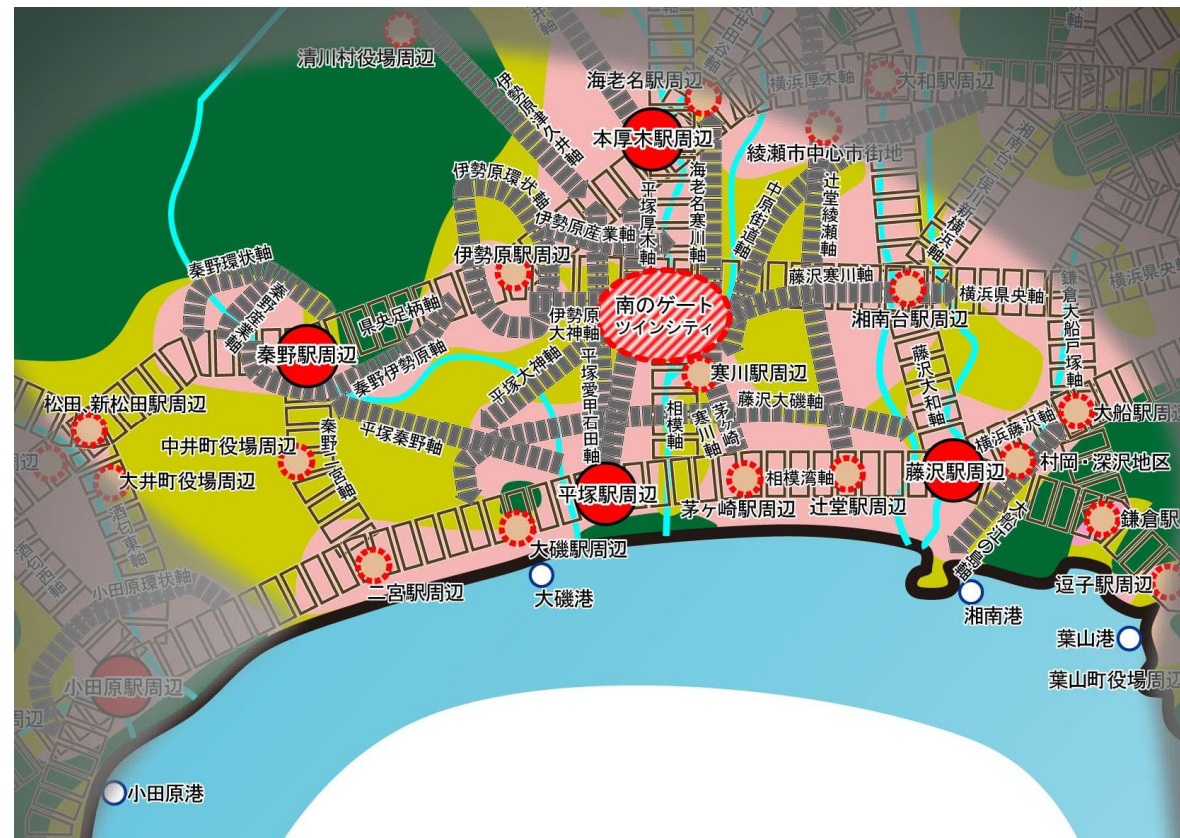 清川村役場周辺
伊勢原津久井軸
海老名駅周辺
横浜厚木軸
大和駅周辺
本厚木駅周辺
綾瀬市中心市街地
伊勢原環状軸
伊勢原産業軸
平塚厚木軸
海老名寒川軸
中原街道軸
辻堂綾瀬軸
秦野環状軸
伊勢原駅周辺
藤沢寒川軸
横浜県央軸
横浜県央軸
鎌倉大船戸塚軸
秦野産業軸
県央足柄軸
伊勢原
大神軸
南のゲート
ツインシティ
湘南台駅周辺
秦野駅周辺
秦野伊勢原軸
平塚大神軸
平塚愛甲石田軸
寒川駅周辺
藤沢大和軸
松田、新松田駅周辺
相模軸
茅ケ崎
寒川軸
藤沢大磯軸
横浜藤沢軸
大船駅周辺
平塚秦野軸
秦野二宮軸
中井町役場周辺
大井町役場周辺
藤沢駅周辺
村岡・深沢地区
平塚駅周辺
茅ケ崎駅周辺
相模湾軸
辻堂駅周辺
酒匂東軸
鎌倉駅
大磯駅周辺
大磯港
二宮駅周辺
小田原環状軸
逗子駅周辺
湘南港
葉山港
葉山町役場周辺
小田原駅周辺
小田原港